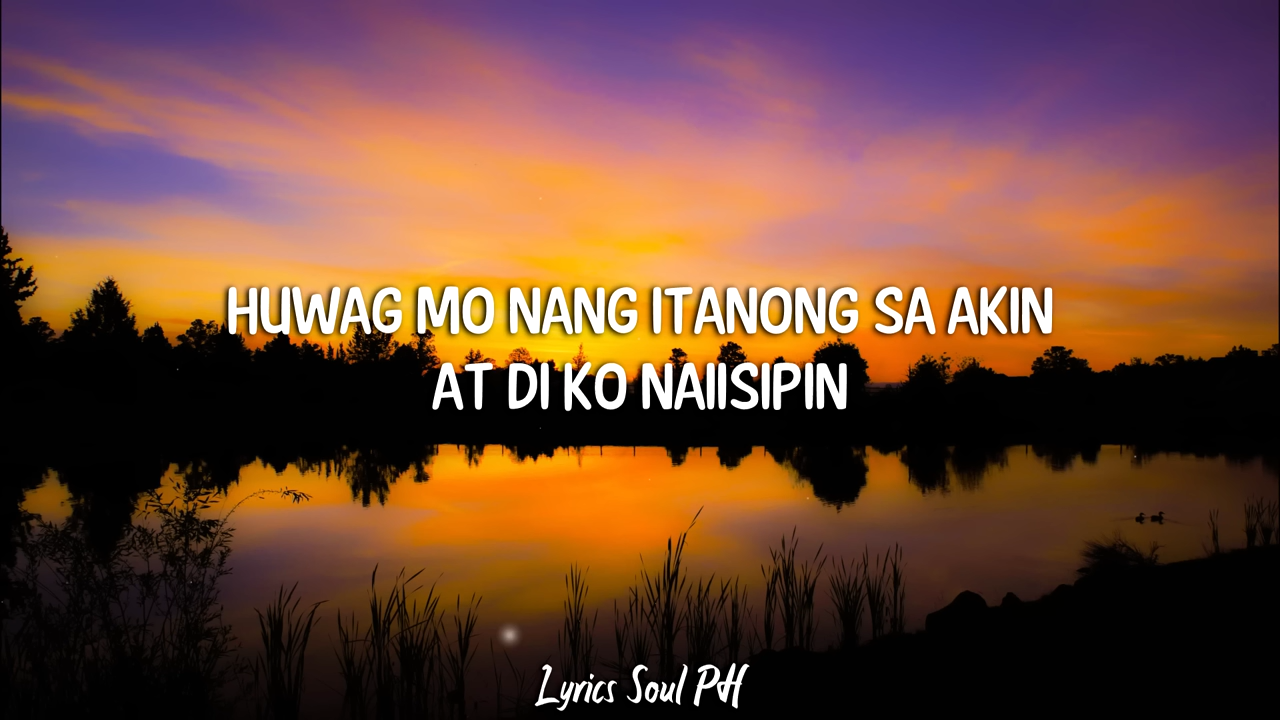 HUWAG MO NANG ITANONG SA AKIN
AT DI KO NAIISIPIN
Lyrics Soul PH